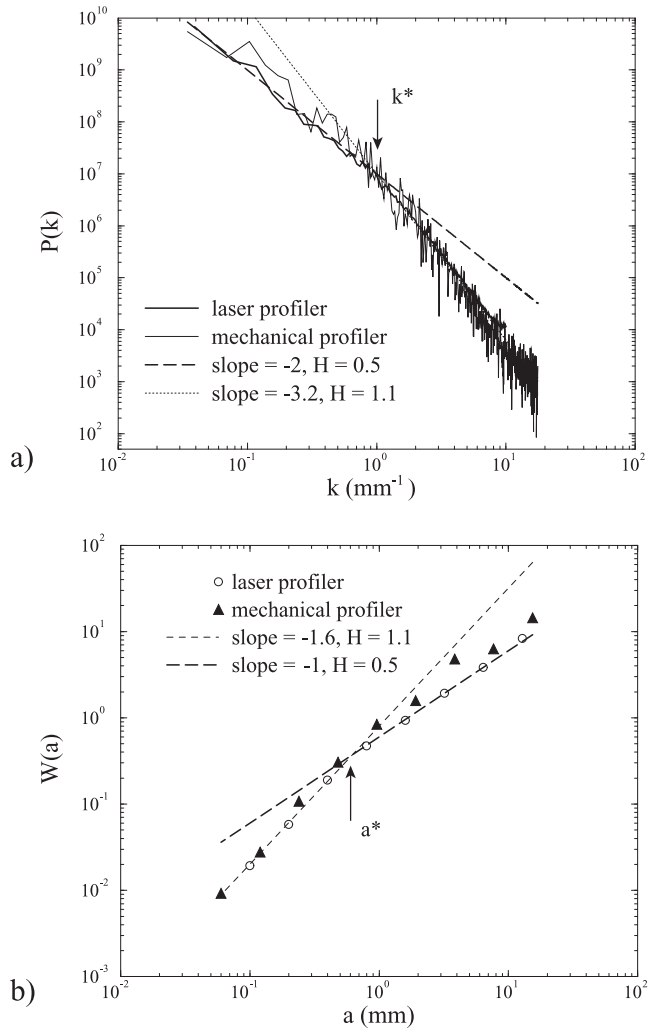 10^10
10^9
10^8
10^7
10^6
10^5
10^4
10^3
10^2
P(k)
k*
laser profiler
mechanical profiler
slope = -2, H = 0.5
slope = -3.2, H = 1.1
a)
10^-2 10^-1 10^0 10^1 10^2
k (mm^-1)
10^2
10^1
10^0
10^-1
10^-2
10^-3
W(a)
laser profiler
mechanical profiler
slope = -1.6, H = 1.1
slope = -1, H = 0.5
a*
b)
10^-2 10^-1 10^0 10^1 10^2
a (mm)